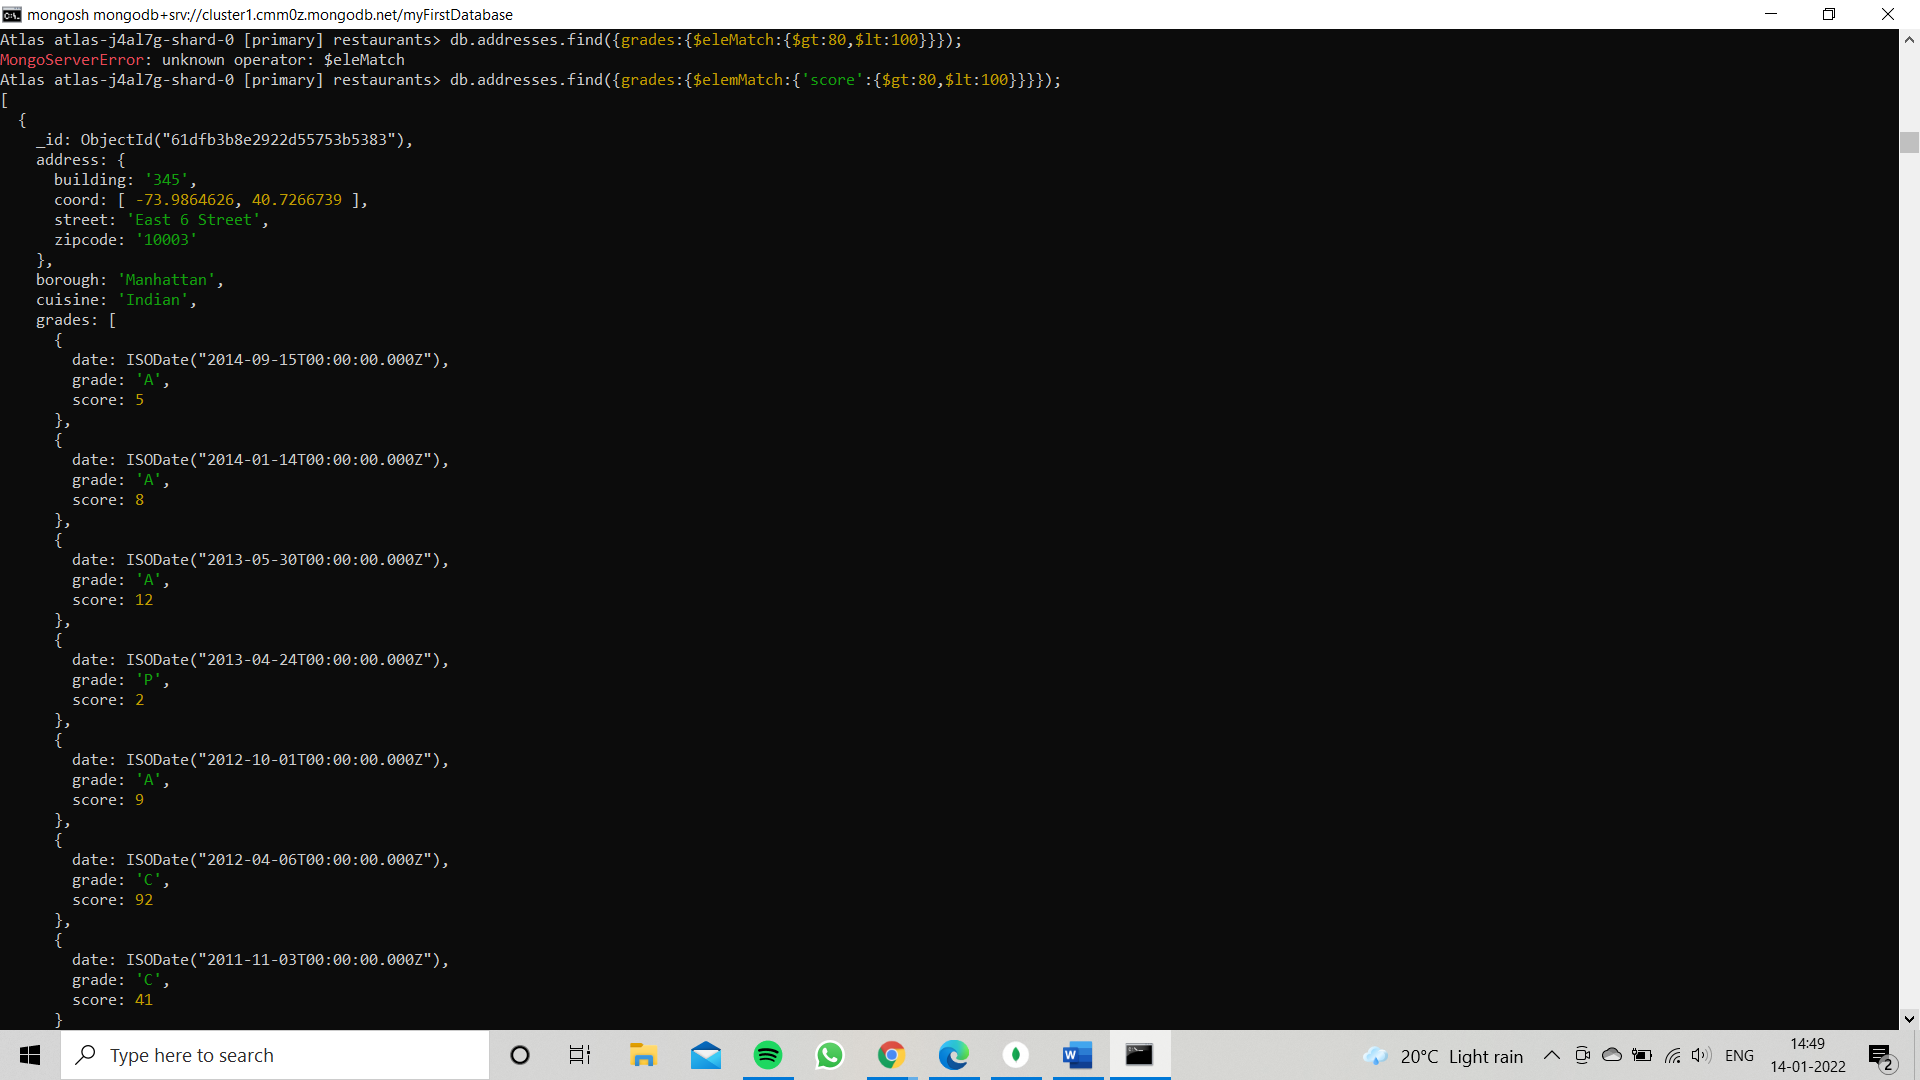 mongosh mongodb+srv://cluster1.cmm0z.mongodb.net/myFirstDatabase
Atlas atlas-j4al7g-shard-0 [primary] restaurants> db.addresses.find({grades:{$eleMatch:{$gt:80,$lt:100}}});
MongoServerError: unknown operator: $eleMatch
Atlas atlas-j4al7g-shard-0 [primary] restaurants> db.addresses.find({grades:{$elemMatch:{'score':{$gt:80,$lt:100}}}});
[
  {
    _id: ObjectId("61dfb3b8e2922d55753b5383"),
    address: {
      building: '345',
      coord: [ -73.9864626, 40.7266739 ],
      street: 'East 6 Street',
      zipcode: '10003'
    },
    borough: 'Manhattan',
    cuisine: 'Indian',
    grades: [
      {
        date: ISODate("2014-09-15T00:00:00.000Z"),
        grade: 'A',
        score: 5
      },
      {
        date: ISODate("2014-01-14T00:00:00.000Z"),
        grade: 'A',
        score: 8
      },
      {
        date: ISODate("2013-05-30T00:00:00.000Z"),
        grade: 'A',
        score: 12
      },
      {
        date: ISODate("2013-04-24T00:00:00.000Z"),
        grade: 'P',
        score: 2
      },
      {
        date: ISODate("2012-10-01T00:00:00.000Z"),
        grade: 'A',
        score: 9
      },
      {
        date: ISODate("2012-04-06T00:00:00.000Z"),
        grade: 'C',
        score: 92
      },
      {
        date: ISODate("2011-11-03T00:00:00.000Z"),
        grade: 'C',
        score: 41
      }
Type here to search
20°C Light rain
ENG
14:49
14-01-2022
2